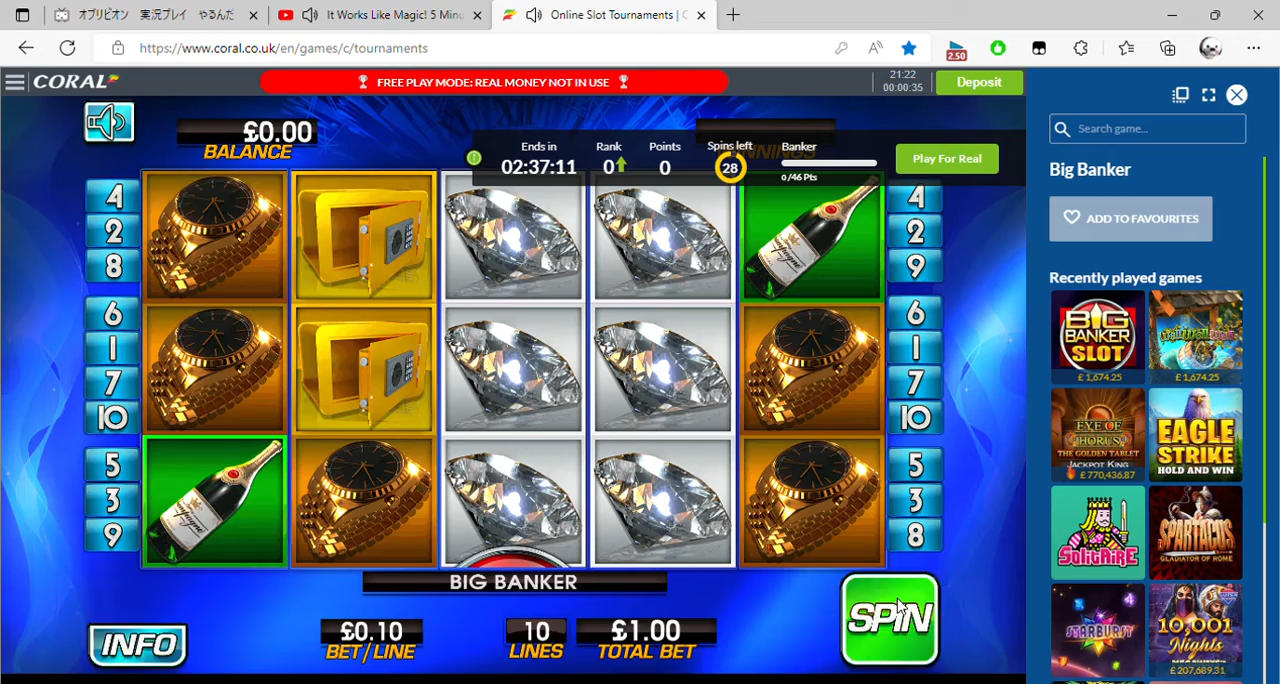 オブリビオン 実況プレイ やるんだ
It Works Like Magic! 5 Minu
Online Slot Tournaments | C
https://www.coral.co.uk/en/games/c/tournaments
2.50
CORAL
FREE PLAY MODE: REAL MONEY NOT IN USE
21:22
00:00:35
Deposit
£0.00
BALANCE
Ends in
02:37:11
Rank
0
Points
0
Spins left
28
Banker
0/46 Pts
Play For Real
Search game...
Big Banker
ADD TO FAVOURITES
Recently played games
4
2
8
6
1
7
10
5
3
9
4
2
9
6
1
7
10
5
3
8
Champagne
Champagne
BIG BANKER
INFO
£0.10
BET/LINE
10
LINES
£1.00
TOTAL BET
SPIN
BIG
BANKER
SLOT
£ 1,674.25
£ 1,674.25
EYE OF
HORUS
THE GOLDEN TABLET
JACKPOT KING
£ 770,436.87
EAGLE
STRIKE
HOLD AND WIN
SOLITAIRE
SPARTACUS
GLADIATOR OF ROME
STARBURST
10,001
Nights
MEGAWAYS
£ 207,689.31